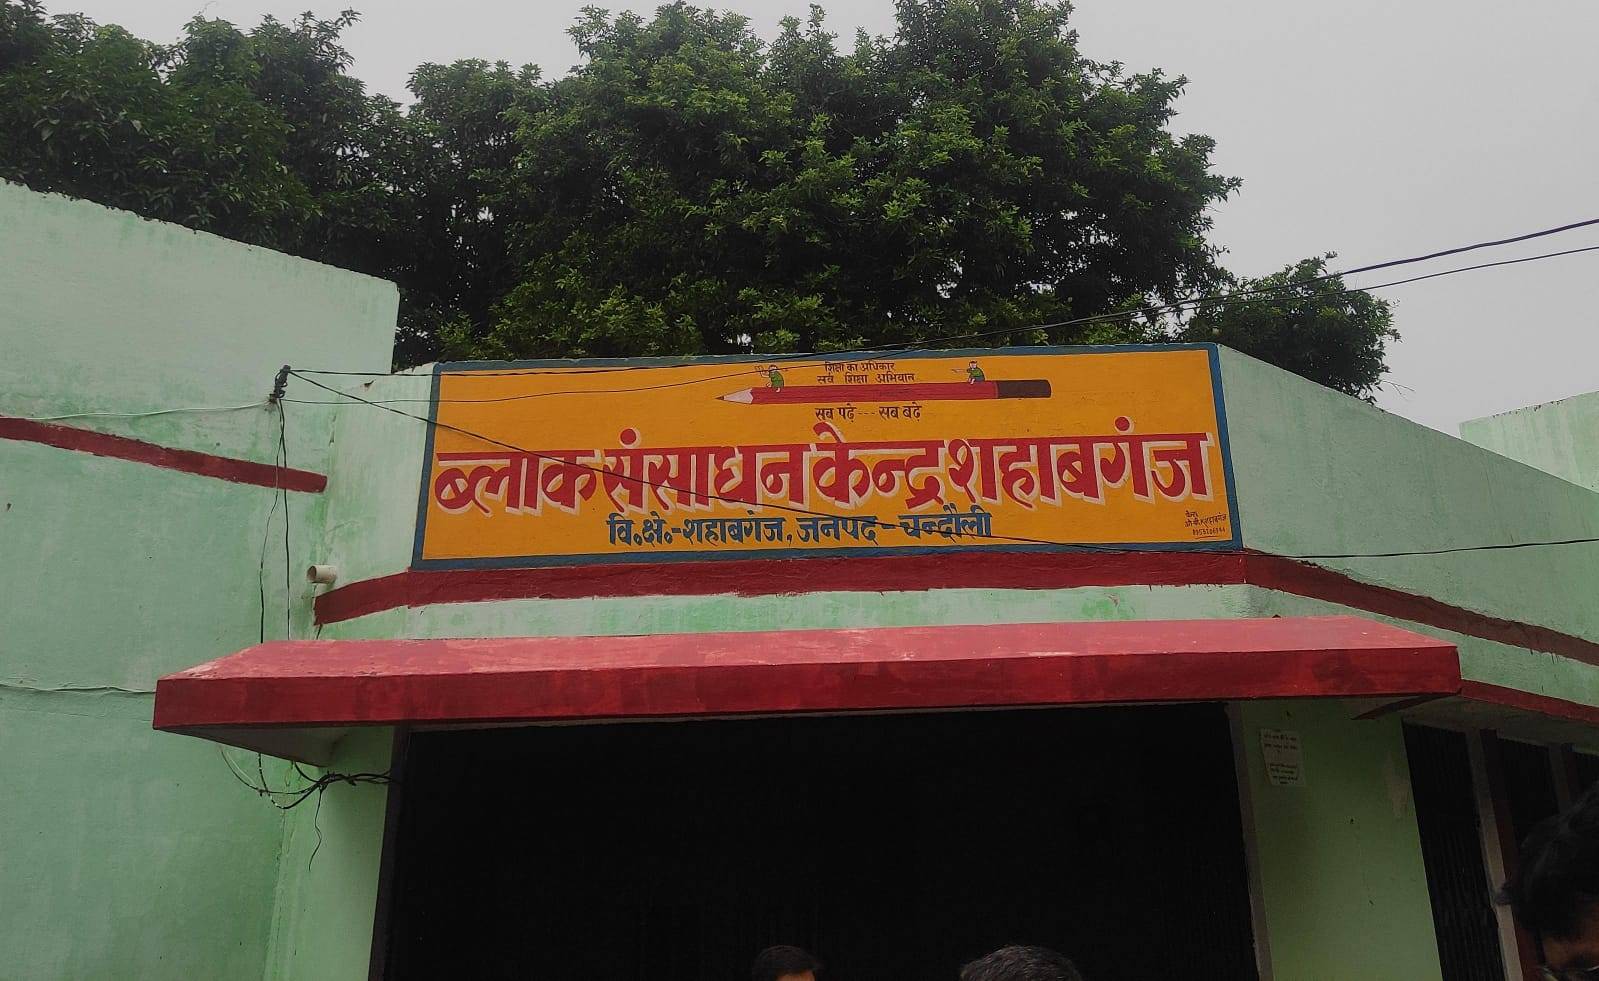 शिक्षा का अधिकार
सर्व शिक्षा अभियान
सब पढ़े --- सब बढ़े
ब्लाक संसाधन केन्द्र शहाबगंज
वि॰क्षे॰-शहाबगंज, जनपद-चन्दौली